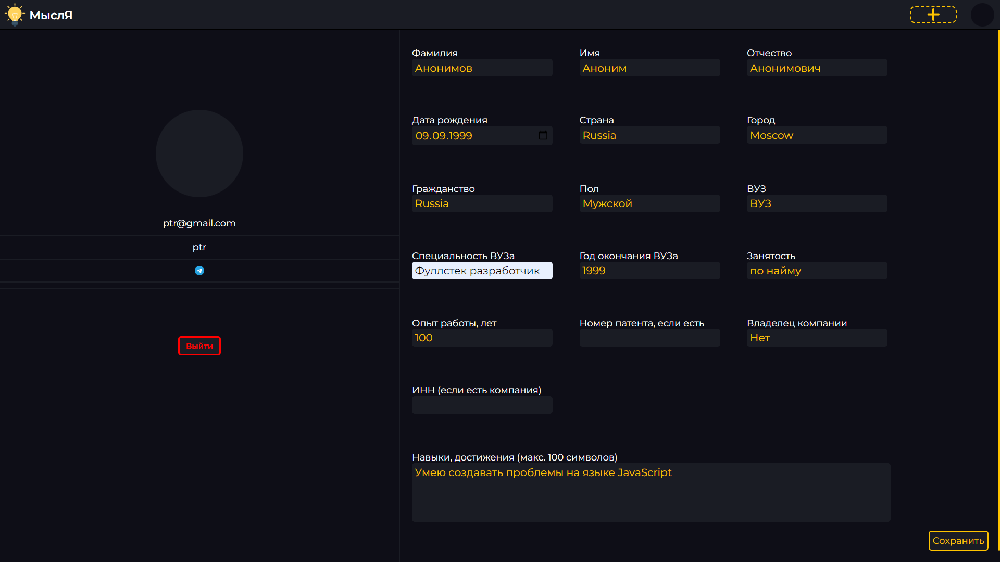 МыслЯ
ptr@gmail.com
ptr
Выйти
Фамилия
Анонимов
Имя
Аноним
Отчество
Анонимович
Дата рождения
09.09.1999
Страна
Russia
Город
Moscow
Гражданство
Russia
Пол
Мужской
ВУЗ
ВУЗ
Специальность ВУЗа
Фуллстек разработчик
Год окончания ВУЗа
1999
Занятость
по найму
Опыт работы, лет
100
Номер патента, если есть
Владелец компании
Нет
ИНН (если есть компания)
Навыки, достижения (макс. 100 символов)
Умею создавать проблемы на языке JavaScript
Сохранить